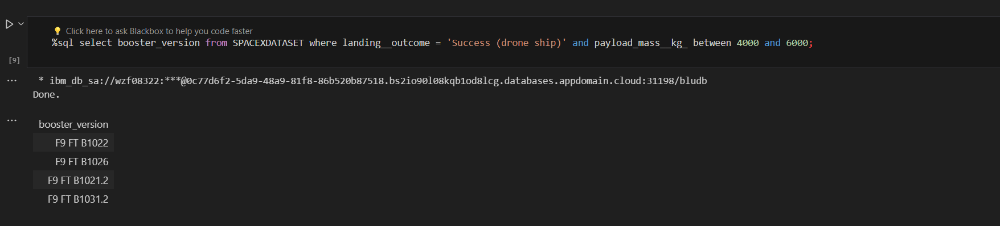 Click here to ask Blackbox to help you code faster
%sql select booster_version from SPACEXDATASET where landing__outcome = 'Success (drone ship)' and payload_mass__kg_ between 4000 and 6000;
[9]
* ibm_db_sa://wzf08322:***@0c77d6f2-5da9-48a9-81f8-86b520b87518.bs2io90l08kqb1od8lcg.databases.appdomain.cloud:31198/bludb
Done.
booster_version
F9 FT B1022
F9 FT B1026
F9 FT B1021.2
F9 FT B1031.2